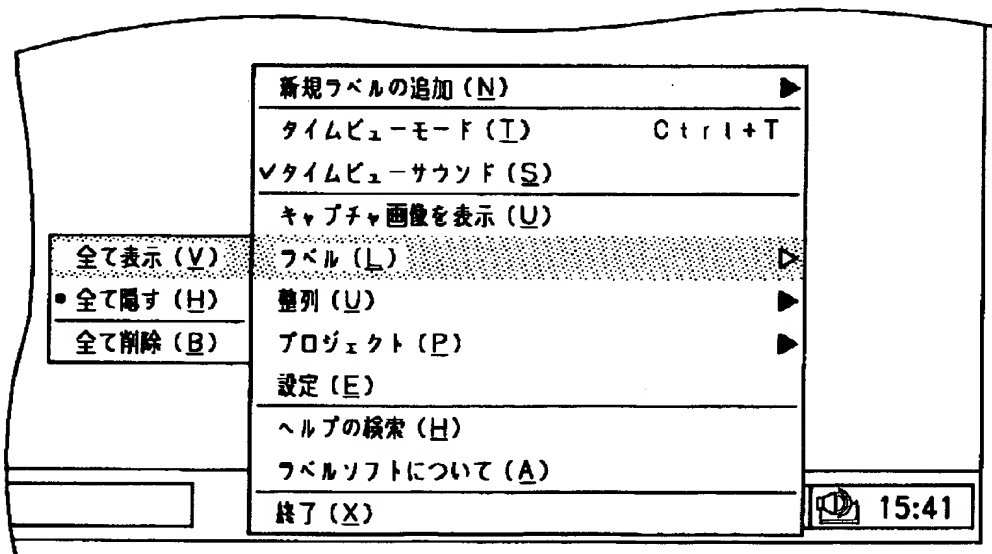 新規ラベルの追加 (N)
タイムビューモード (T) Ctrl+T
✓タイムビューサウンド (S)
キャプチャ画像を表示 (U)
ラベル (L)
整列 (U)
プロジェクト (P)
設定 (E)
ヘルプの検索 (H)
ラベルソフトについて (A)
終了 (X)
全て表示 (V)
• 全て隠す (H)
全て削除 (B)
15:41